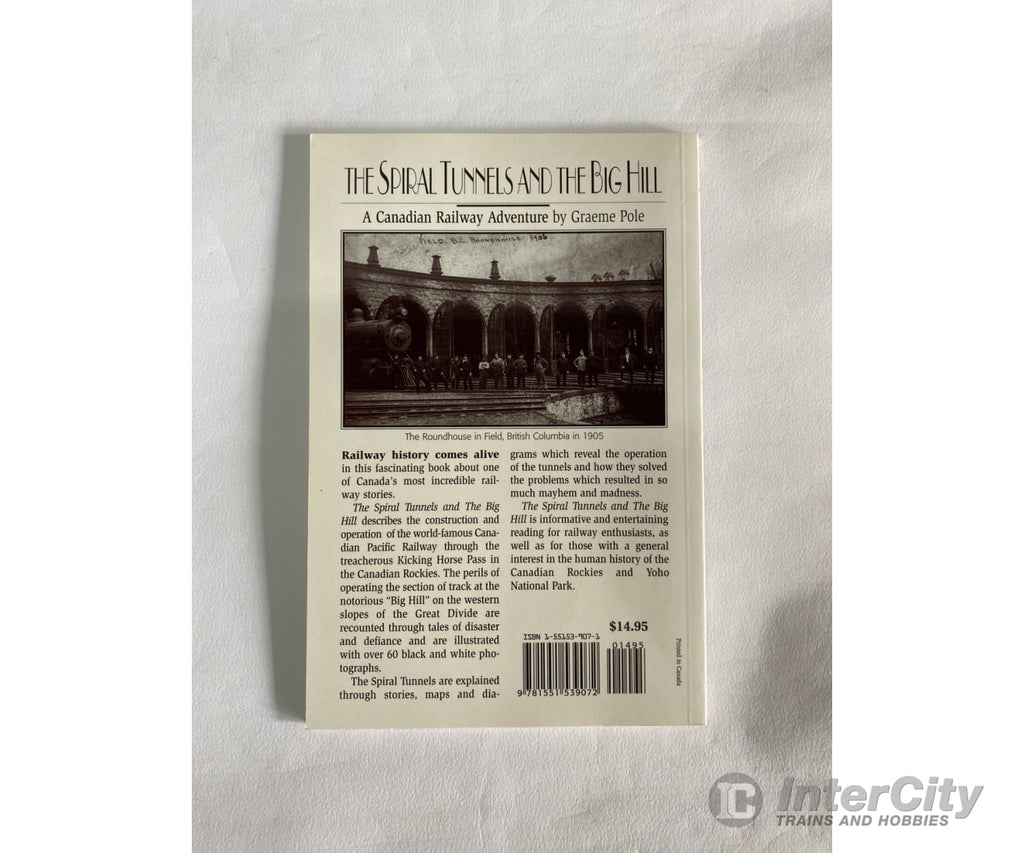 THE SPIRAL TUNNELS AND THE BIG HILL
A Canadian Railway Adventure by Graeme Pole
FIELD, B.C. ROUNDHOUSE 1905
The Roundhouse in Field, British Columbia in 1905
Railway history comes alive
in this fascinating book about one
of Canada's most incredible rail-
way stories.
The Spiral Tunnels and The Big
Hill describes the construction and
operation of the world-famous Cana-
dian Pacific Railway through the
treacherous Kicking Horse Pass in
the Canadian Rockies. The perils of
operating the section of track at the
notorious "Big Hill" on the western
slopes of the Great Divide are
recounted through tales of disaster
and defiance and are illustrated
with over 60 black and white pho-
tographs.
The Spiral Tunnels are explained
through stories, maps and dia-
grams which reveal the operation
of the tunnels and how they solved
the problems which resulted in so
much mayhem and madness.
The Spiral Tunnels and The Big
Hill is informative and entertaining
reading for railway enthusiasts, as
well as for those with a general
interest in the human history of the
Canadian Rockies and Yoho
National Park.
$14.95
ISBN 1-55153-907-1
01495
9 781551 539072
Printed in Canada
IC InterCity
TRAINS AND HOBBIES